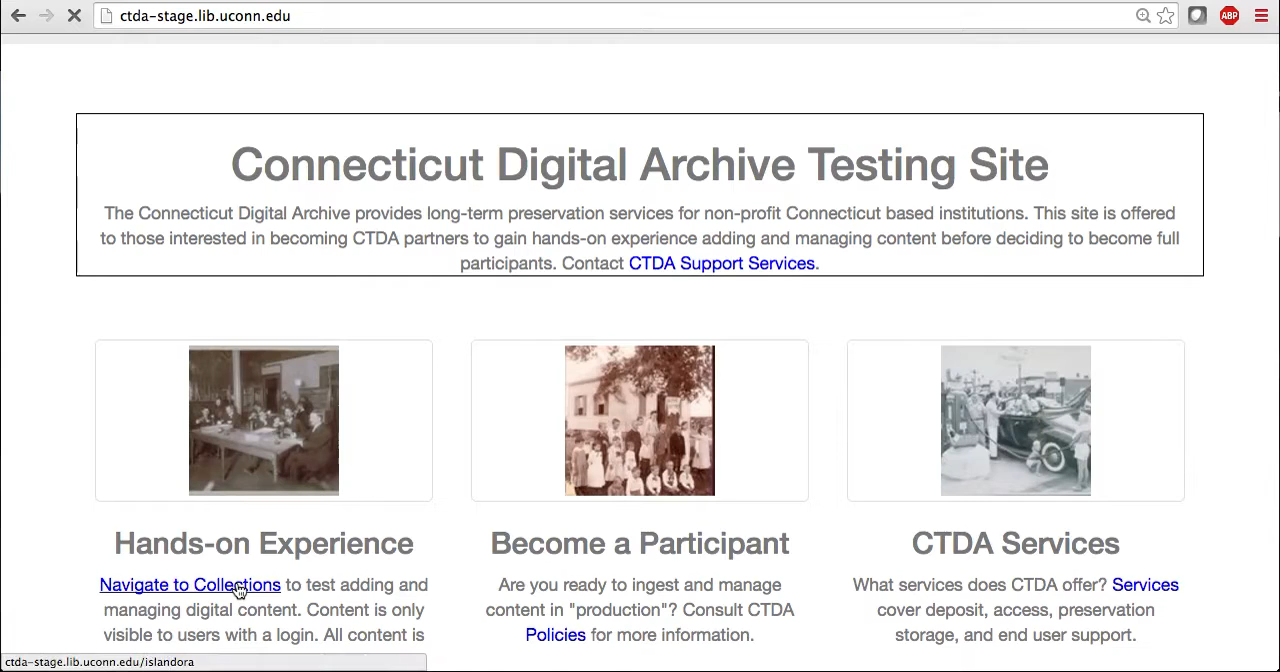 ctda-stage.lib.uconn.edu
ABP
Connecticut Digital Archive Testing Site
The Connecticut Digital Archive provides long-term preservation services for non-profit Connecticut based institutions. This site is offered
to those interested in becoming CTDA partners to gain hands-on experience adding and managing content before deciding to become full
participants. Contact CTDA Support Services.
Hands-on Experience
Navigate to Collections to test adding and
managing digital content. Content is only
visible to users with a login. All content is
Become a Participant
Are you ready to ingest and manage
content in "production"? Consult CTDA
Policies for more information.
CTDA Services
What services does CTDA offer? Services
cover deposit, access, preservation
storage, and end user support.
ctda-stage.lib.uconn.edu/islandora